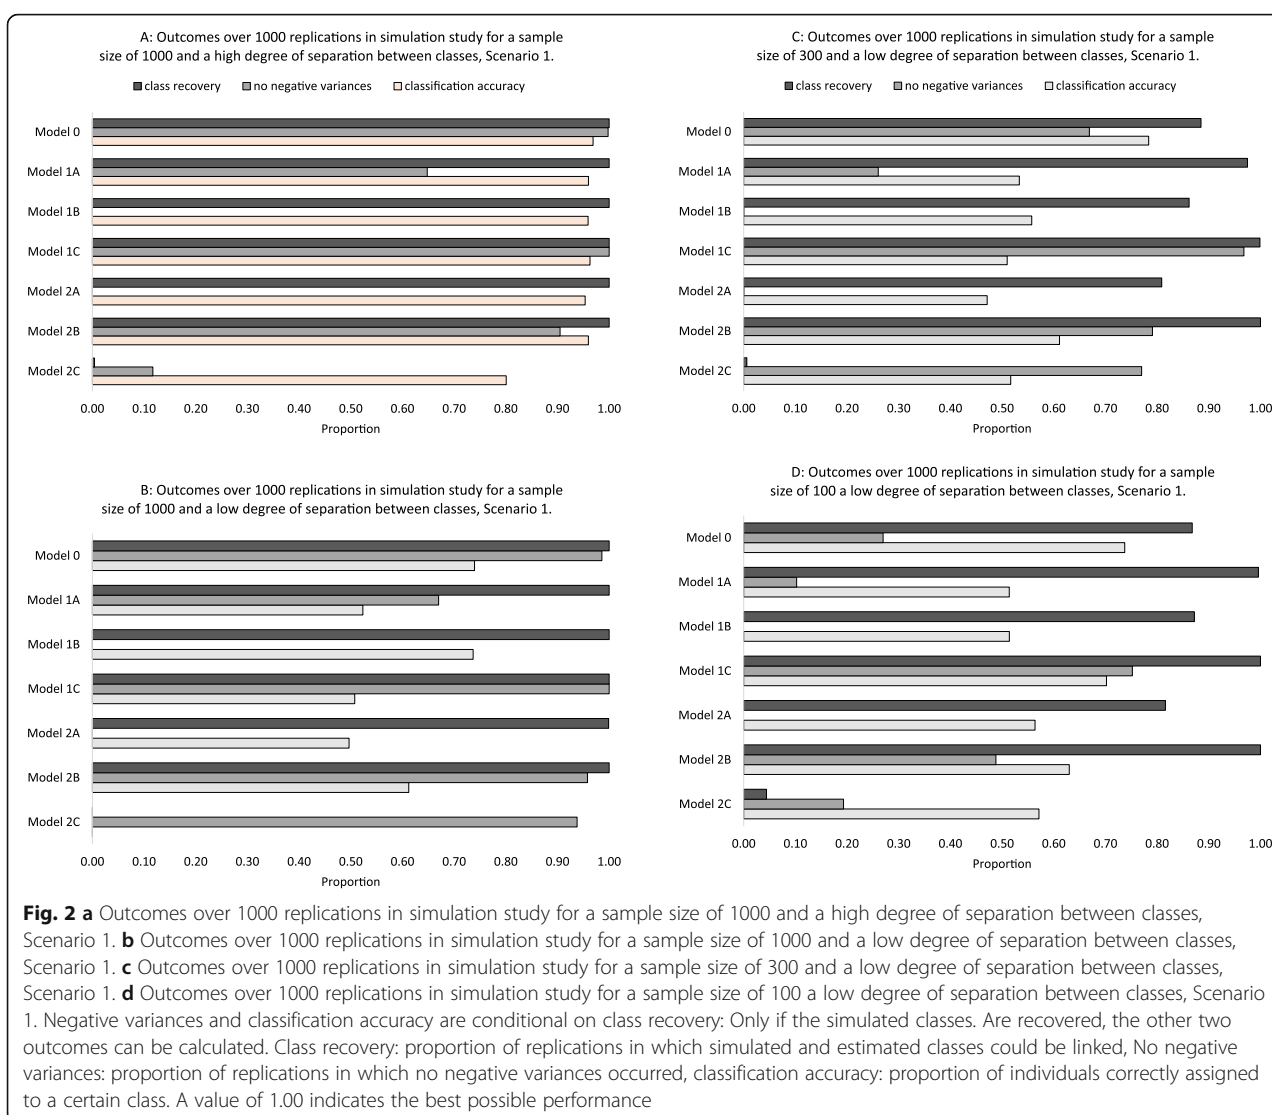 A: Outcomes over 1000 replications in simulation study for a sample
size of 1000 and a high degree of separation between classes, Scenario 1.
class recovery no negative variances classification accuracy
Model 0
Model 1A
Model 1B
Model 1C
Model 2A
Model 2B
Model 2C
0.00 0.10 0.20 0.30 0.40 0.50 0.60 0.70 0.80 0.90 1.00
Proportion
B: Outcomes over 1000 replications in simulation study for a sample
size of 1000 and a low degree of separation between classes, Scenario 1.
Model 0
Model 1A
Model 1B
Model 1C
Model 2A
Model 2B
Model 2C
0.00 0.10 0.20 0.30 0.40 0.50 0.60 0.70 0.80 0.90 1.00
Proportion
C: Outcomes over 1000 replications in simulation study for a sample
size of 300 and a low degree of separation between classes, Scenario 1.
class recovery no negative variances classification accuracy
Model 0
Model 1A
Model 1B
Model 1C
Model 2A
Model 2B
Model 2C
0.00 0.10 0.20 0.30 0.40 0.50 0.60 0.70 0.80 0.90 1.00
Proportion
D: Outcomes over 1000 replications in simulation study for a sample
size of 100 a low degree of separation between classes, Scenario 1.
Model 0
Model 1A
Model 1B
Model 1C
Model 2A
Model 2B
Model 2C
0.00 0.10 0.20 0.30 0.40 0.50 0.60 0.70 0.80 0.90 1.00
Proportion
Fig. 2 a Outcomes over 1000 replications in simulation study for a sample size of 1000 and a high degree of separation between classes,
Scenario 1. b Outcomes over 1000 replications in simulation study for a sample size of 1000 and a low degree of separation between classes,
Scenario 1. c Outcomes over 1000 replications in simulation study for a sample size of 300 and a low degree of separation between classes,
Scenario 1. d Outcomes over 1000 replications in simulation study for a sample size of 100 a low degree of separation between classes, Scenario
1. Negative variances and classification accuracy are conditional on class recovery: Only if the simulated classes. Are recovered, the other two
outcomes can be calculated. Class recovery: proportion of replications in which simulated and estimated classes could be linked, No negative
variances: proportion of replications in which no negative variances occurred, classification accuracy: proportion of individuals correctly assigned
to a certain class. A value of 1.00 indicates the best possible performance